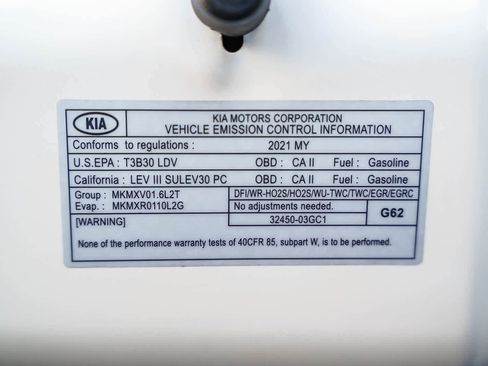 KIA
KIA MOTORS CORPORATION
VEHICLE EMISSION CONTROL INFORMATION
Conforms to regulations : 2021 MY
U.S.EPA : T3B30 LDV OBD : CA II Fuel : Gasoline
California : LEV III SULEV30 PC OBD : CA II Fuel : Gasoline
Group : MKMXV01.6L2T DFI/WR-HO2S/HO2S/WU-TWC/TWC/EGR/EGRC
Evap. : MKMXR0110L2G No adjustments needed. G62
[WARNING] 32450-03GC1
None of the performance warranty tests of 40CFR 85, subpart W, is to be conducted.